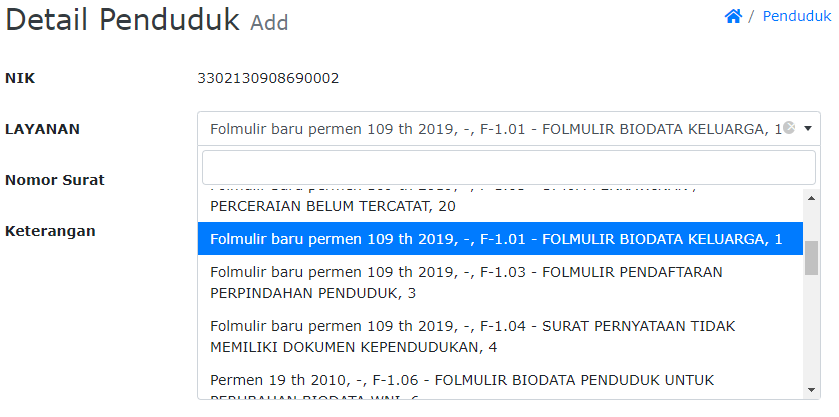 Detail Penduduk Add
/ Penduduk
NIK 3302130908690002
LAYANAN Folmulir baru permen 109 th 2019, -, F-1.01 - FOLMULIR BIODATA KELUARGA, 1
Nomor Surat
PERCERAIAN BELUM TERCATAT, 20
Keterangan
Folmulir baru permen 109 th 2019, -, F-1.01 - FOLMULIR BIODATA KELUARGA, 1
Folmulir baru permen 109 th 2019, -, F-1.03 - FOLMULIR PENDAFTARAN
PERPINDAHAN PENDUDUK, 3
Folmulir baru permen 109 th 2019, -, F-1.04 - SURAT PERNYATAAN TIDAK
MEMILIKI DOKUMEN KEPENDUDUKAN, 4
Permen 19 th 2010, -, F-1.06 - FOLMULIR BIODATA PENDUDUK UNTUK
PERUBAHAN BIODATA WNI, 6